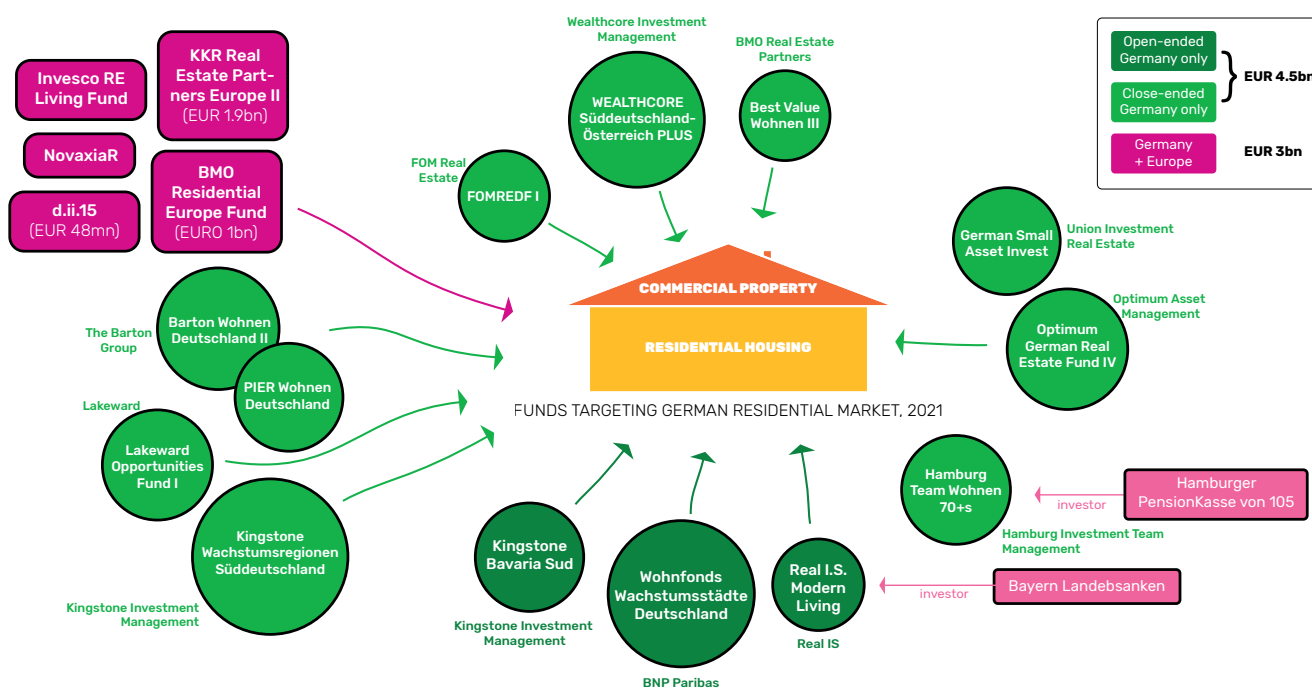 Invesco RE
Living Fund
KKR Real
Estate Part-
ners Europe II
(EUR 1.9bn)
NovaxiaR
d.ii.15
(EUR 48mn)
BMO
Residential
Europe Fund
(EURO 1bn)
Wealthcore Investment
Management
WEALTHCORE
Süddeutschland-
Österreich PLUS
BMO Real Estate
Partners
Best Value
Wohnen III
FOM Real
Estate
FOMREDF I
Open-ended
Germany only
Close-ended
Germany only
EUR 4.5bn
Germany
+ Europe
EUR 3bn
German Small
Asset Invest
Union Investment
Real Estate
Optimum
German Real
Estate Fund IV
Optimum Asset
Management
COMMERCIAL PROPERTY
RESIDENTIAL HOUSING
FUNDS TARGETING GERMAN RESIDENTIAL MARKET, 2021
The Barton
Group
Barton Wohnen
Deutschland II
PIER Wohnen
Deutschland
Lakeward
Lakeward
Opportunities
Fund I
Kingstone
Wachstumsregionen
Süddeutschland
Kingstone Investment
Management
Kingstone
Bavaria Sud
Kingstone Investment
Management
Wohnfonds
Wachstumsstädte
Deutschland
BNP Paribas
Real I.S.
Modern
Living
Real IS
Hamburg
Team Wohnen
70+s
Hamburg Investment Team
Management
investor
Hamburger
PensionKasse von 105
investor
Bayern Landebsanken